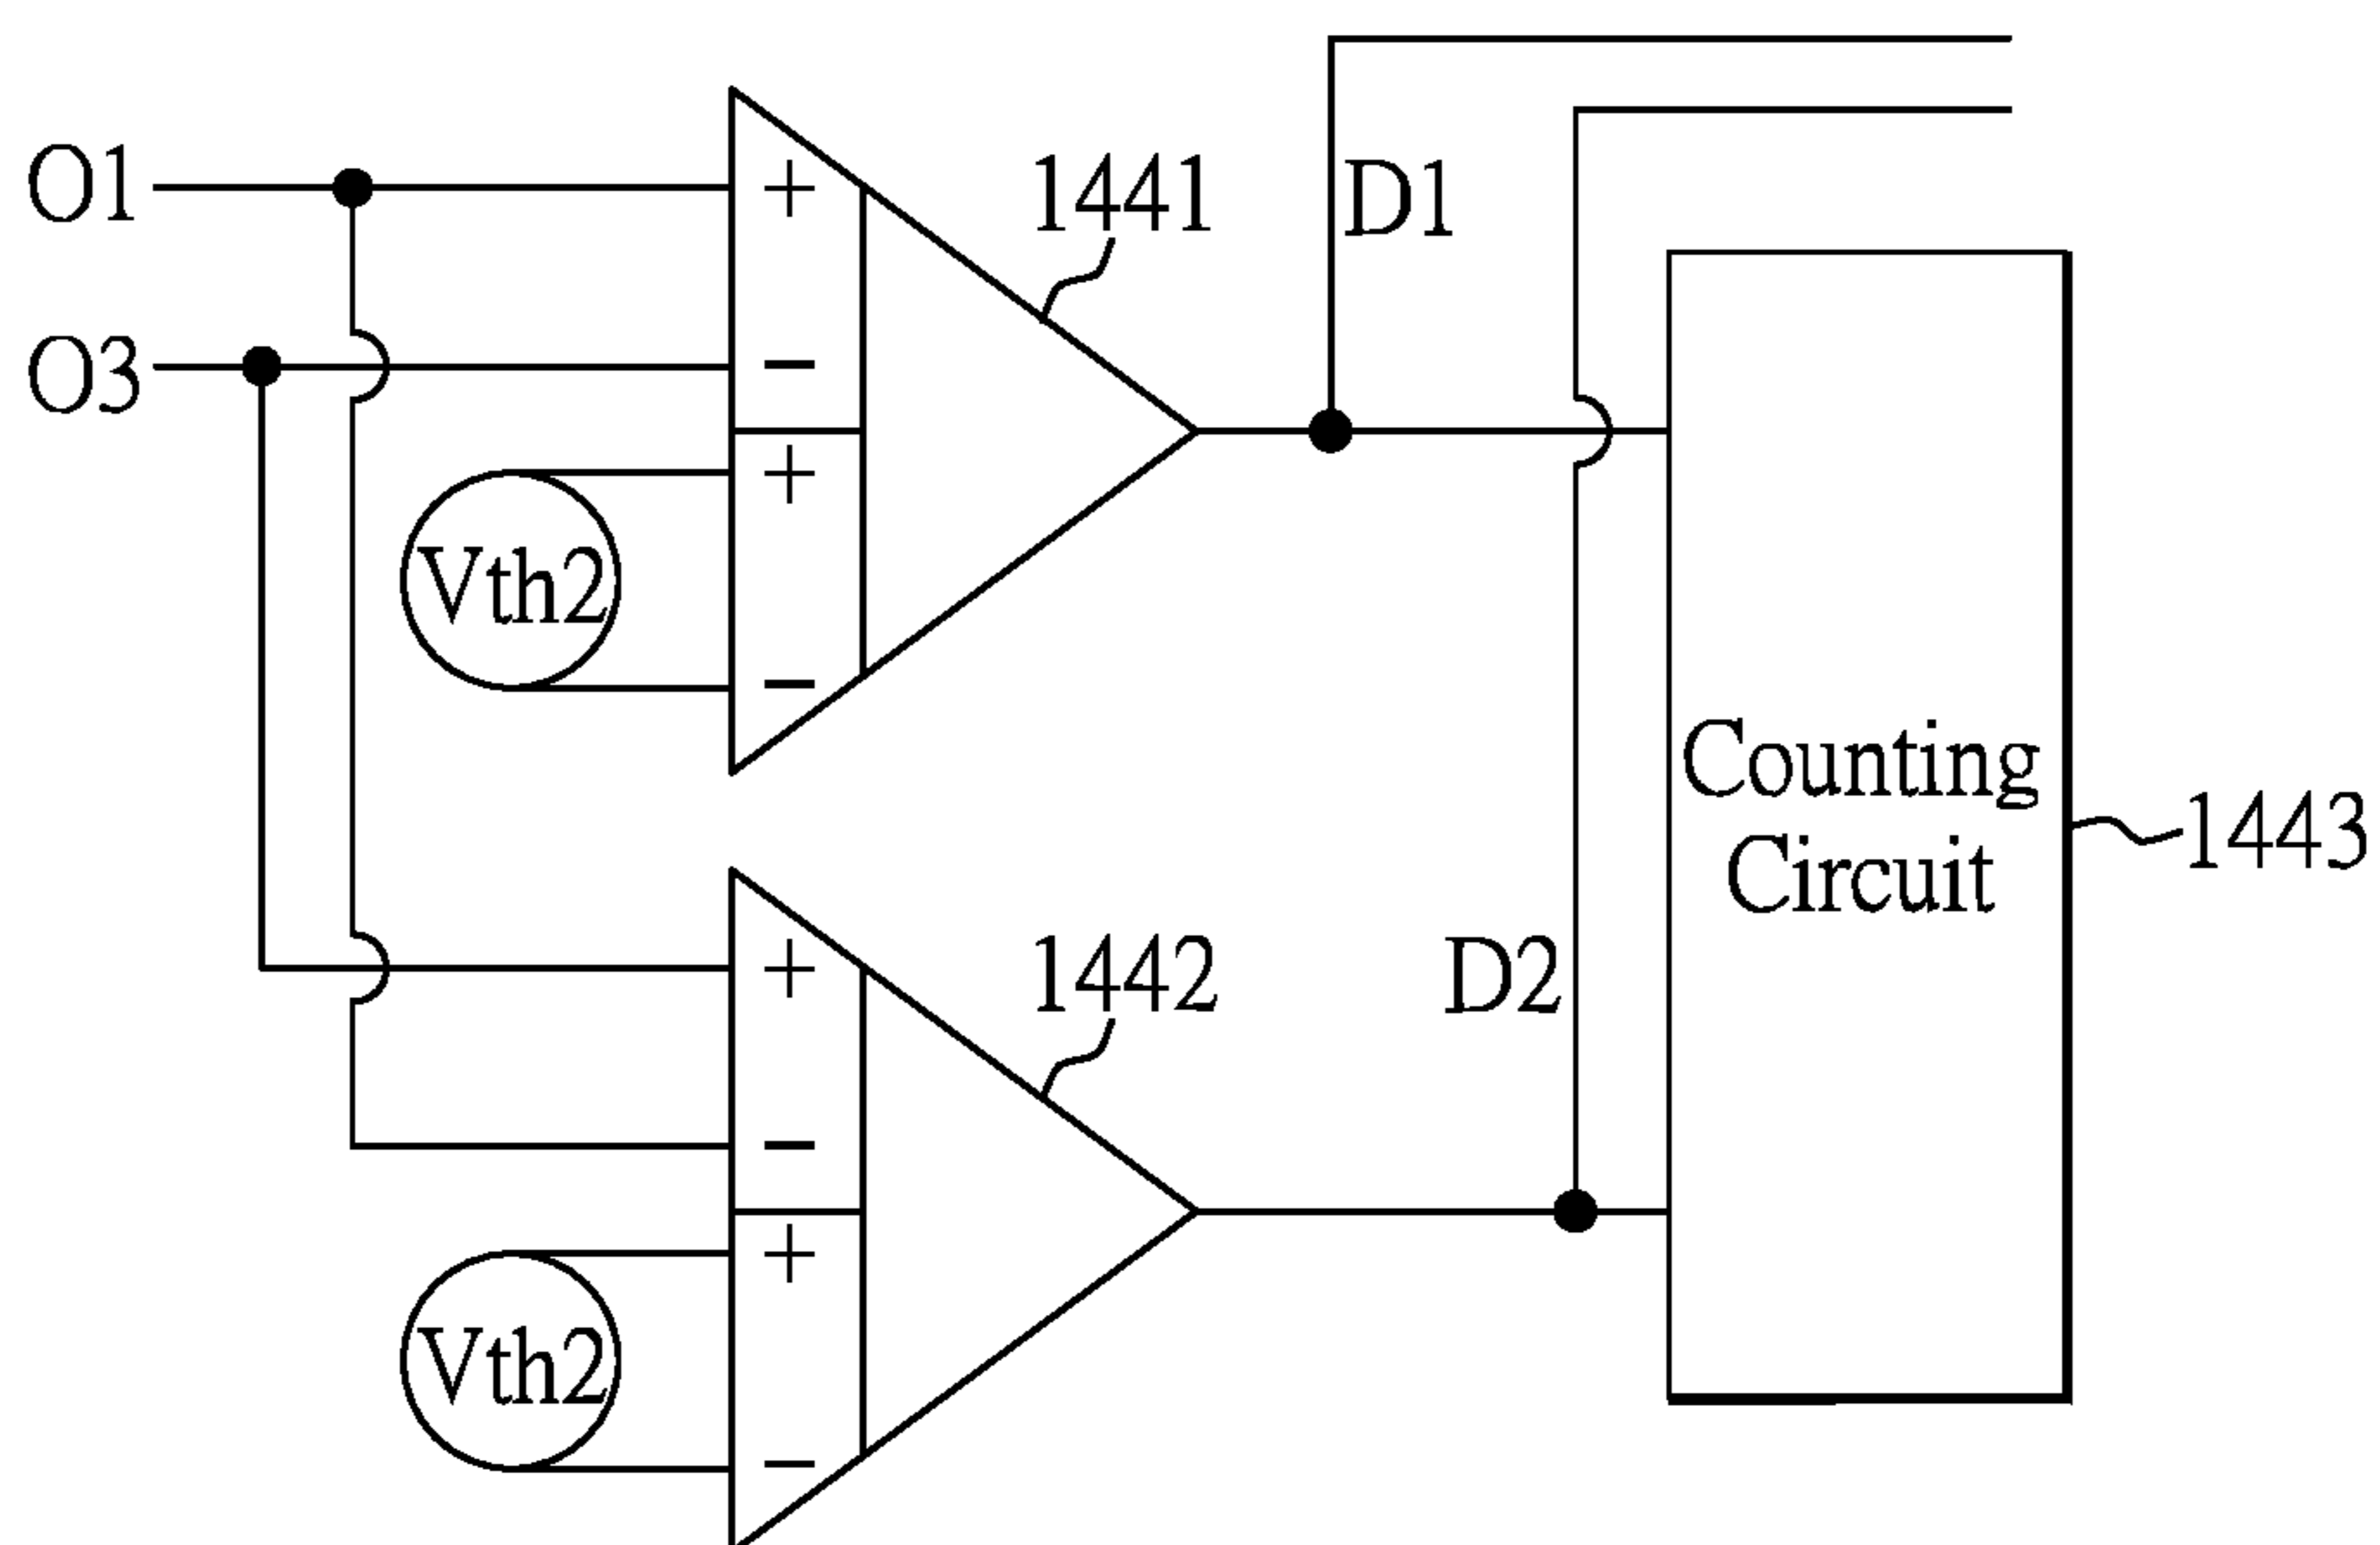 O1
O3
+
−
+
Vth2
−
1441
D1
Counting
Circuit
1443
+
−
+
Vth2
−
1442
D2